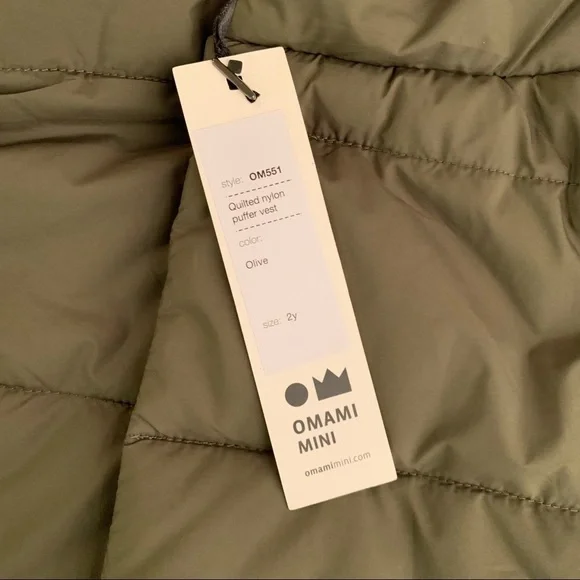 style: OM551
Quilted nylon
puffer vest
color:
Olive
size: 2y
OMAMI
MINI
omamimini.com